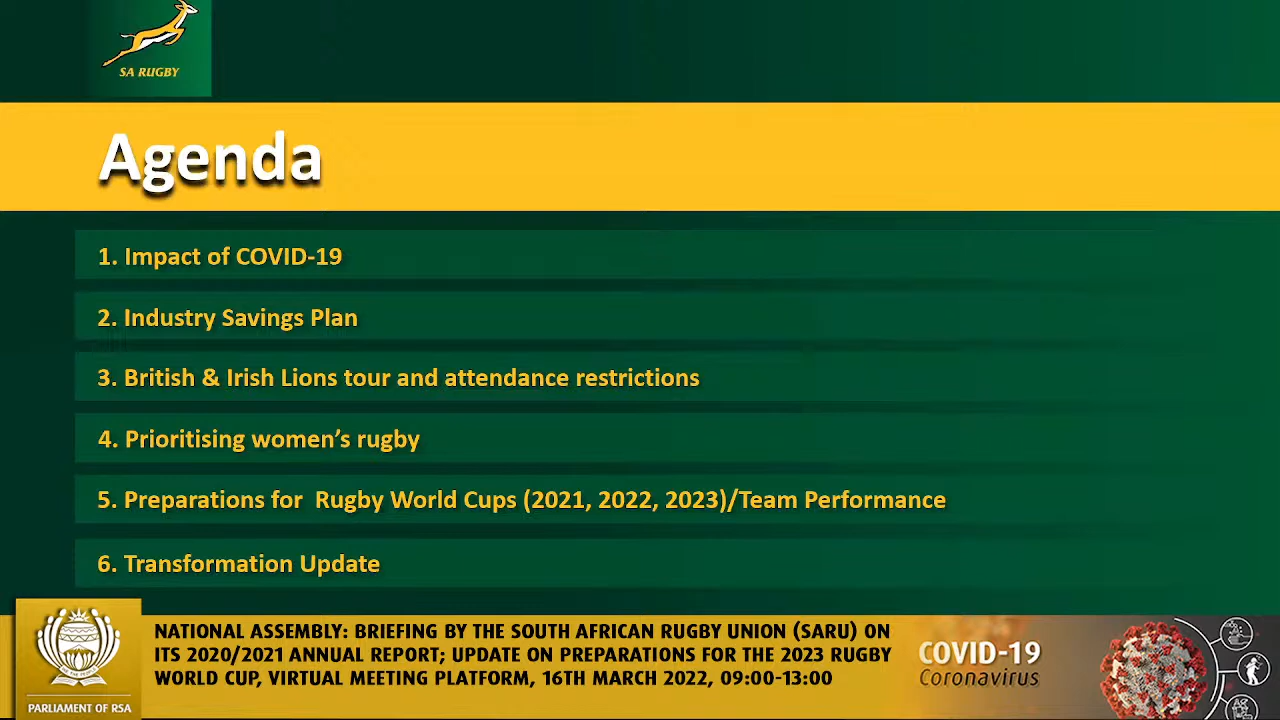 SA RUGBY
Agenda
1. Impact of COVID-19
2. Industry Savings Plan
3. British & Irish Lions tour and attendance restrictions
4. Prioritising women’s rugby
5. Preparations for  Rugby World Cups (2021, 2022, 2023)/Team Performance
6. Transformation Update
NATIONAL ASSEMBLY: BRIEFING BY THE SOUTH AFRICAN RUGBY UNION (SARU) ON
ITS 2020/2021 ANNUAL REPORT; UPDATE ON PREPARATIONS FOR THE 2023 RUGBY
WORLD CUP, VIRTUAL MEETING PLATFORM, 16TH MARCH 2022, 09:00-13:00
PARLIAMENT OF RSA
COVID-19
Coronavirus